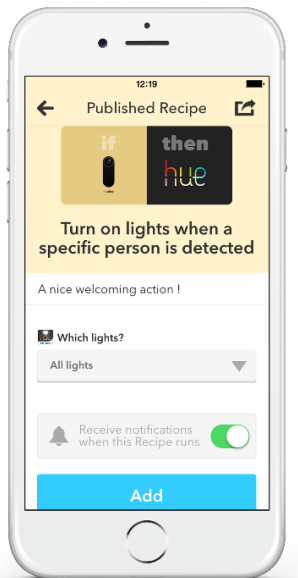 12:19
Published Recipe
if then
hue
Turn on lights when a
specific person is detected
A nice welcoming action !
Which lights?
All lights
Receive notifications
when this Recipe runs
Add